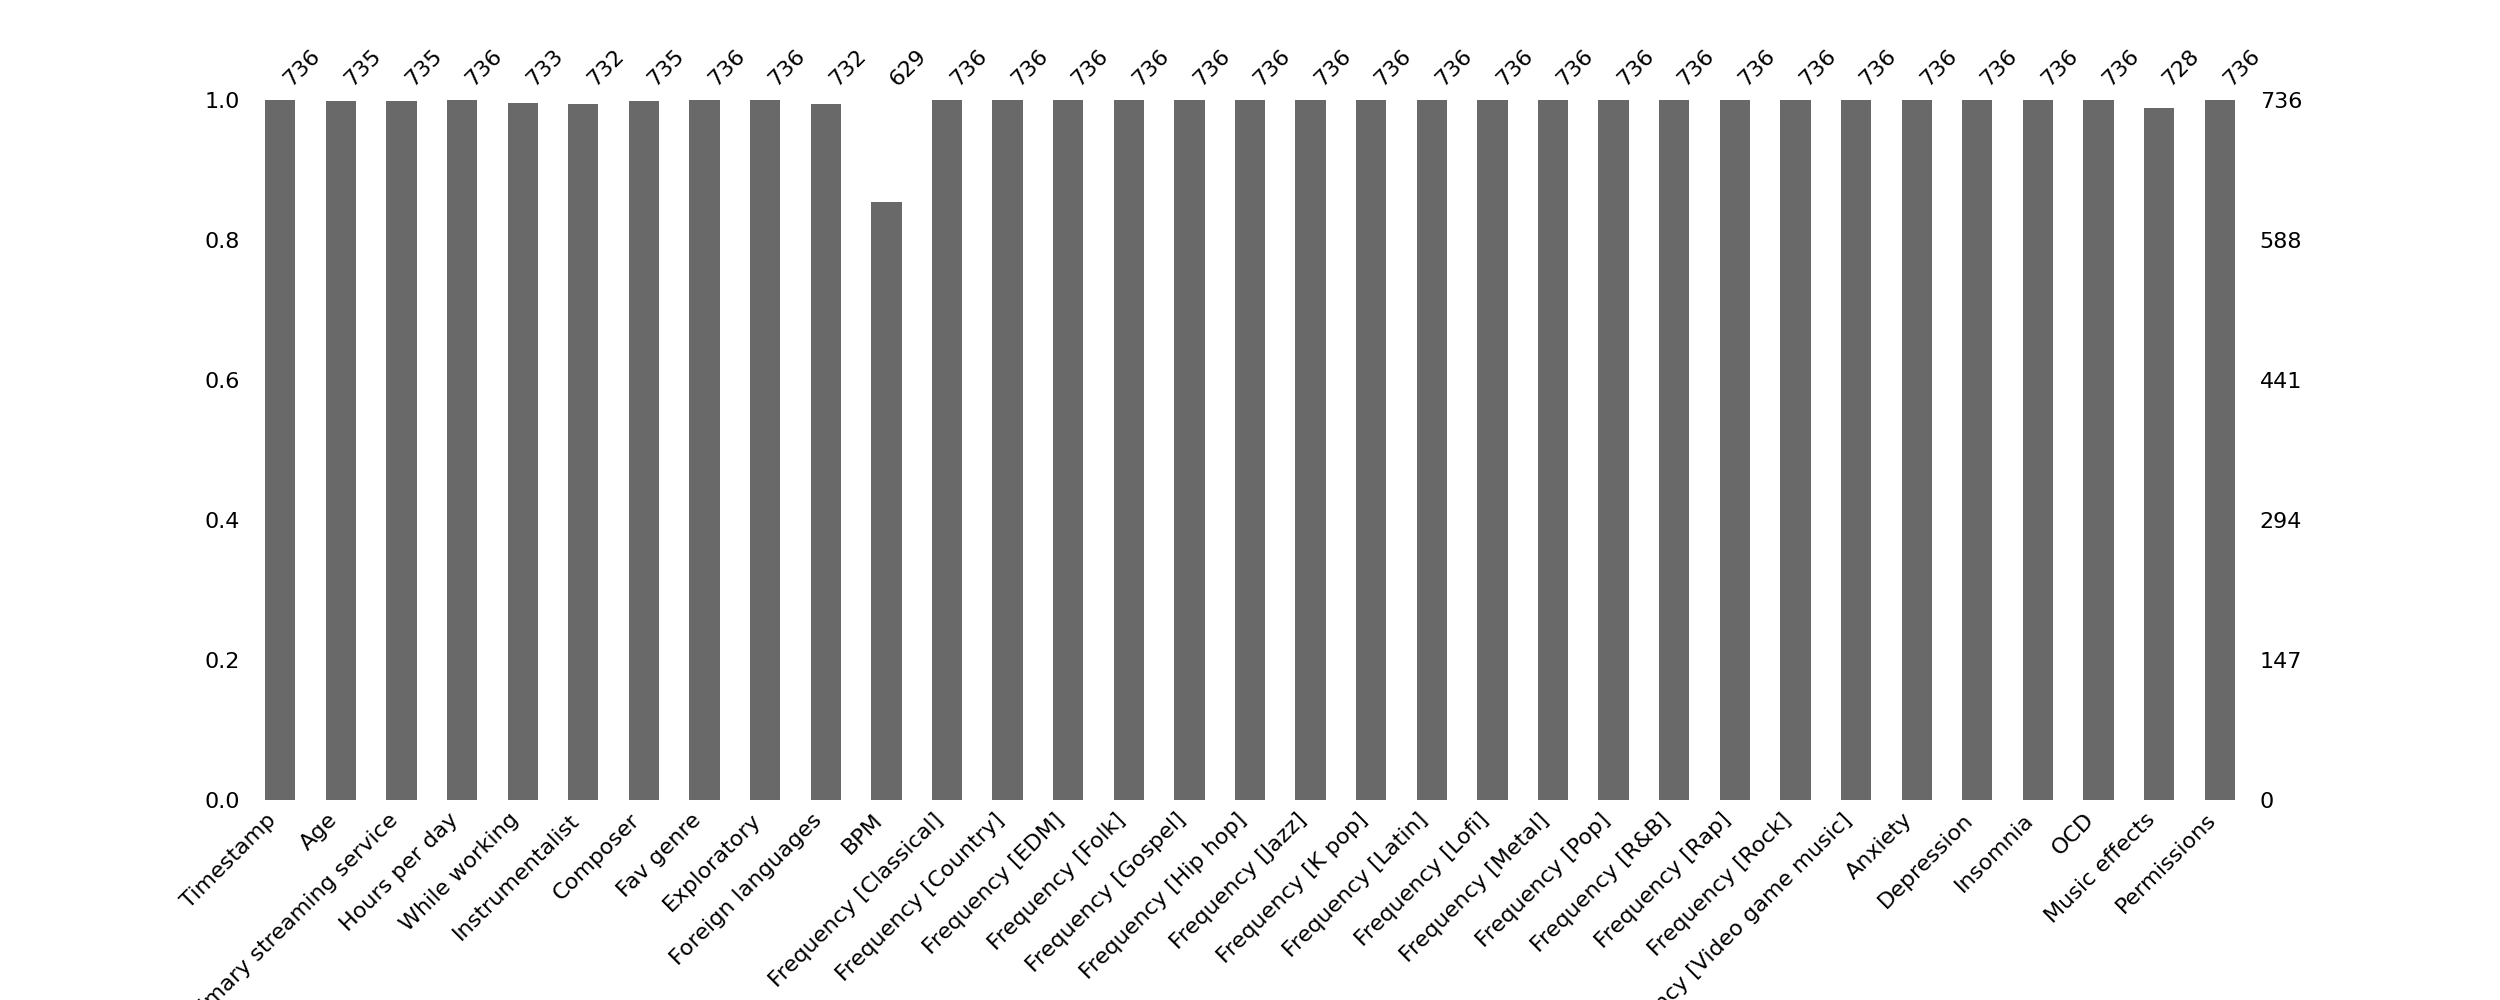 736 735 735 736 733 732 735 736 736 732 629 736 736 736 736 736 736 736 736 736 736 736 736 736 736 736 736 736 736 736 736 728 736
1.0 736
0.8 588
0.6 441
0.4 294
0.2 147
0.0 0
Timestamp
Age
streaming service
Hours per day
While working
Instrumentalist
Composer
Fav genre
Exploratory
Foreign languages
BPM
Frequency [Classical]
Frequency [Country]
Frequency [EDM]
Frequency [Folk]
Frequency [Gospel]
Frequency [Hip hop]
Frequency [Jazz]
Frequency [K pop]
Frequency [Latin]
Frequency [Lofi]
Frequency [Metal]
Frequency [Pop]
Frequency [R&B]
Frequency [Rap]
Frequency [Rock]
[Video game music]
Anxiety
Depression
Insomnia
OCD
Music effects
Permissions